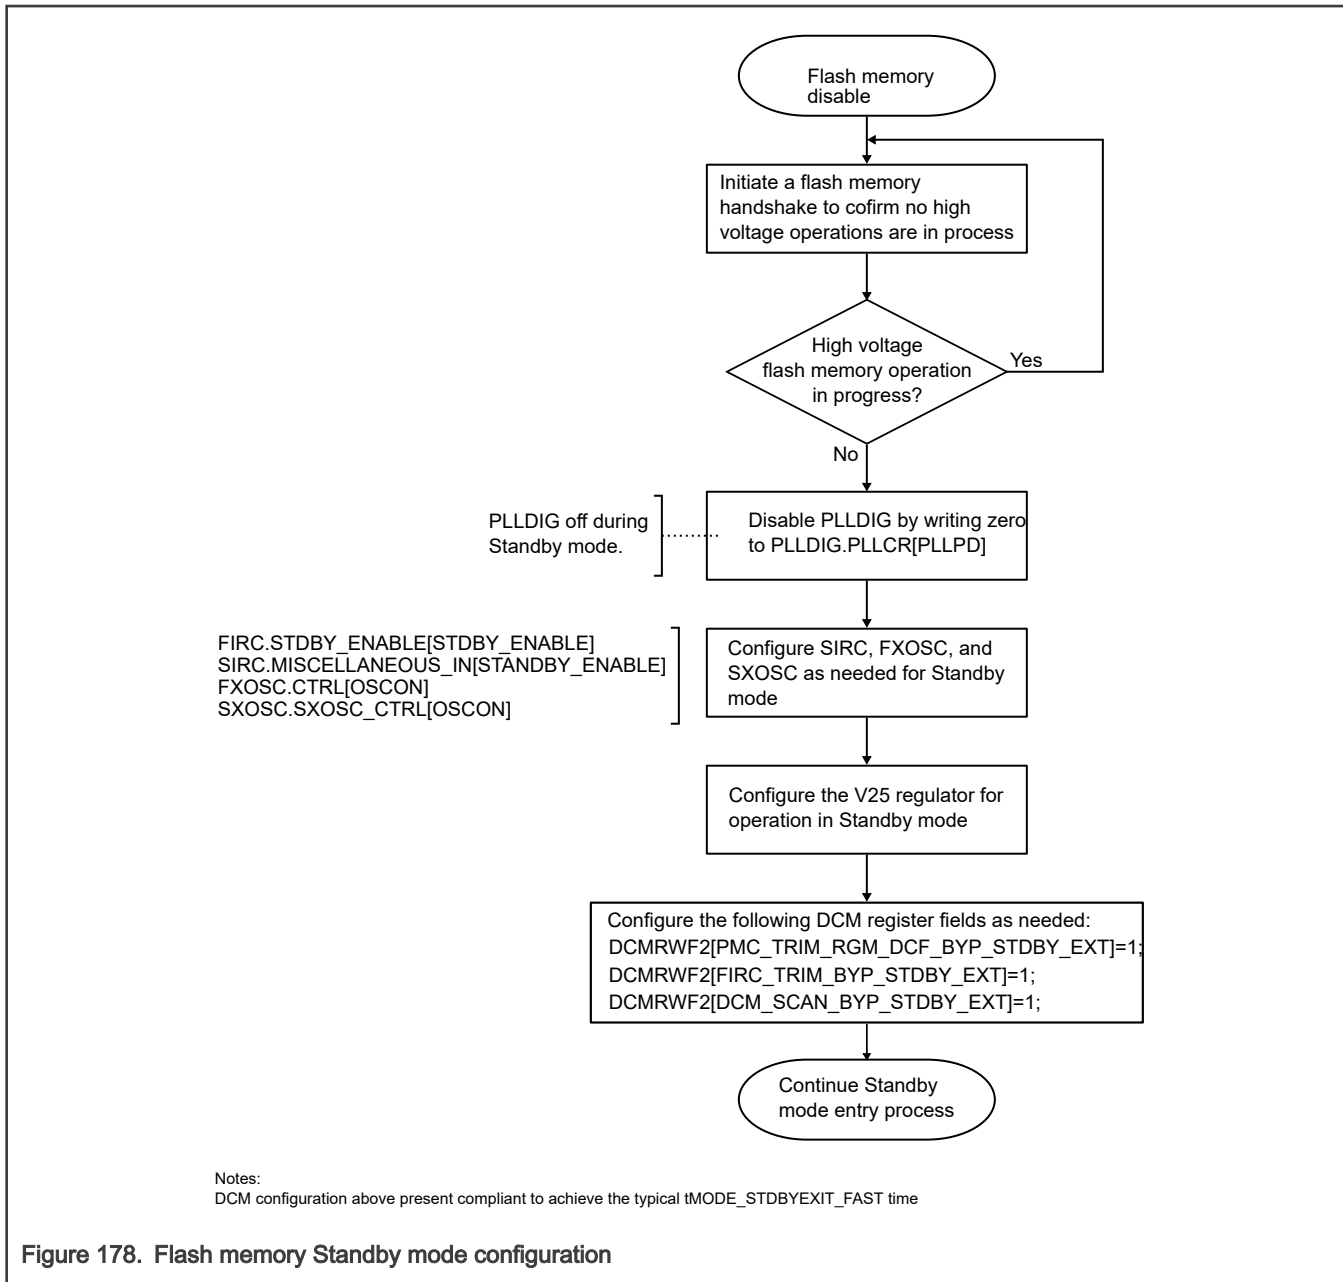 Flash memory
disable
Initiate a flash memory
handshake to cofirm no high
voltage operations are in process
High voltage
flash memory operation
in progress?
Yes
No
PLLDIG off during
Standby mode.
Disable PLLDIG by writing zero
to PLLDIG.PLLCR[PLLPD]
FIRC.STDBY_ENABLE[STDBY_ENABLE]
SIRC.MISCELLANEOUS_IN[STANDBY_ENABLE]
FXOSC.CTRL[OSCON]
SXOSC.SXOSC_CTRL[OSCON]
Configure SIRC, FXOSC, and
SXOSC as needed for Standby
mode
Configure the V25 regulator for
operation in Standby mode
Configure the following DCM register fields as needed:
DCMRWF2[PMC_TRIM_RGM_DCF_BYP_STDBY_EXT]=1;
DCMRWF2[FIRC_TRIM_BYP_STDBY_EXT]=1;
DCMRWF2[DCM_SCAN_BYP_STDBY_EXT]=1;
Continue Standby
mode entry process
Notes:
DCM configuration above present compliant to achieve the typical tMODE_STDBYEXIT_FAST time
Figure 178. Flash memory Standby mode configuration